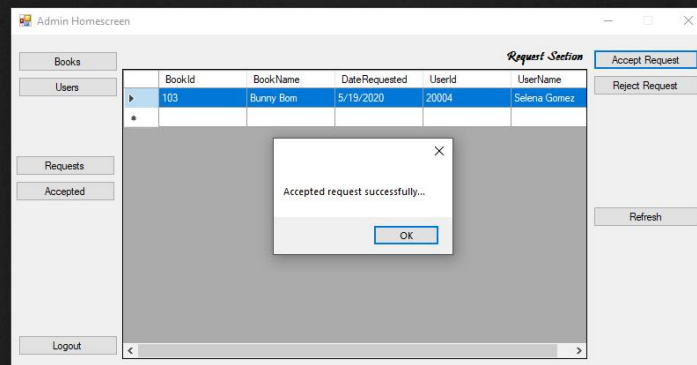 Admin Homescreen
Books
Users
Requests
Accepted
Logout
Request Section
BookId BookName DateRequested UserId UserName
103 Bunny Bom 5/19/2020 20004 Selena Gomez
Accepted request successfully...
OK
Accept Request
Reject Request
Refresh